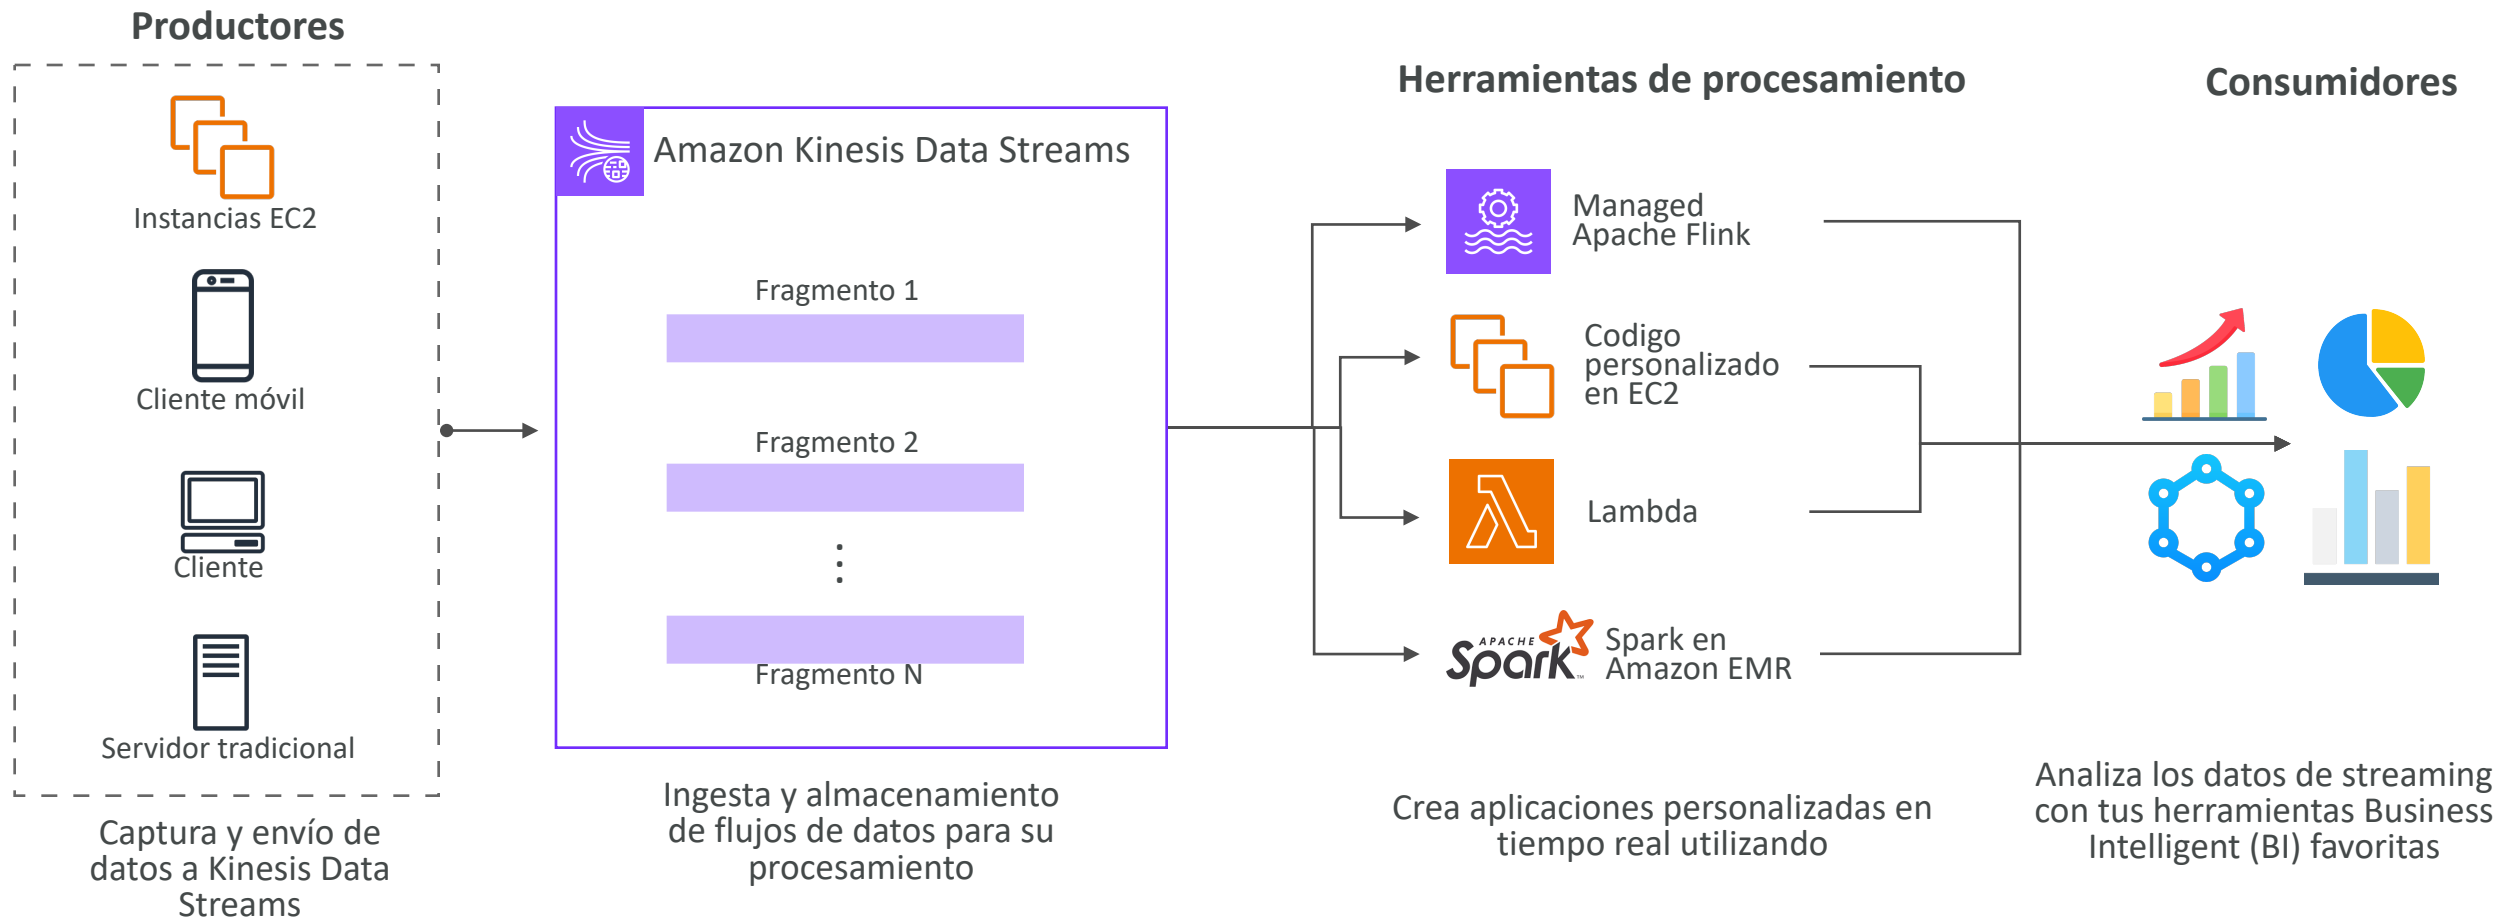 Productores
Instancias EC2
Cliente móvil
Cliente
Servidor tradicional
Captura y envío de
datos a Kinesis Data
Streams
Amazon Kinesis Data Streams
Fragmento 1
Fragmento 2
Fragmento N
Ingesta y almacenamiento
de flujos de datos para su
procesamiento
Herramientas de procesamiento
Managed
Apache Flink
Codigo
personalizado
en EC2
Lambda
APACHE
Spark™
Spark en
Amazon EMR
Crea aplicaciones personalizadas en
tiempo real utilizando
Consumidores
Analiza los datos de streaming
con tus herramientas Business
Intelligent (BI) favoritas